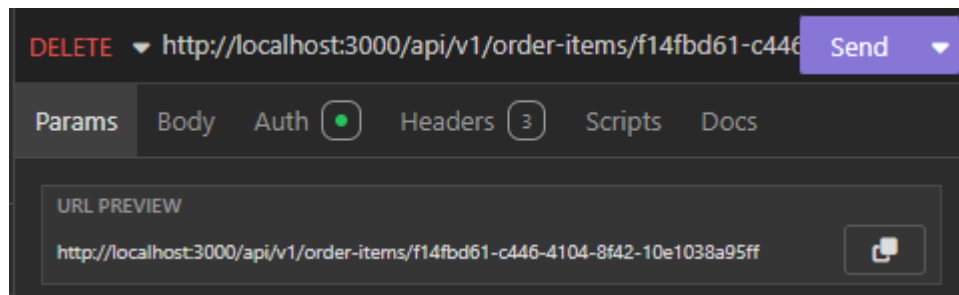 DELETE http://localhost:3000/api/v1/order-items/f14fbd61-c446 Send
Params Body Auth Headers 3 Scripts Docs
URL PREVIEW
http://localhost:3000/api/v1/order-items/f14fbd61-c446-4104-8f42-10e1038a95ff